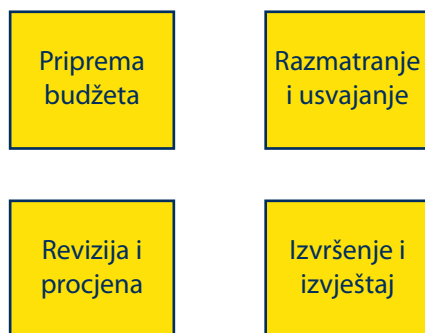 Priprema
budžeta
Razmatranje
i usvajanje
Revizija i
procjena
Izvršenje i
izvještaj